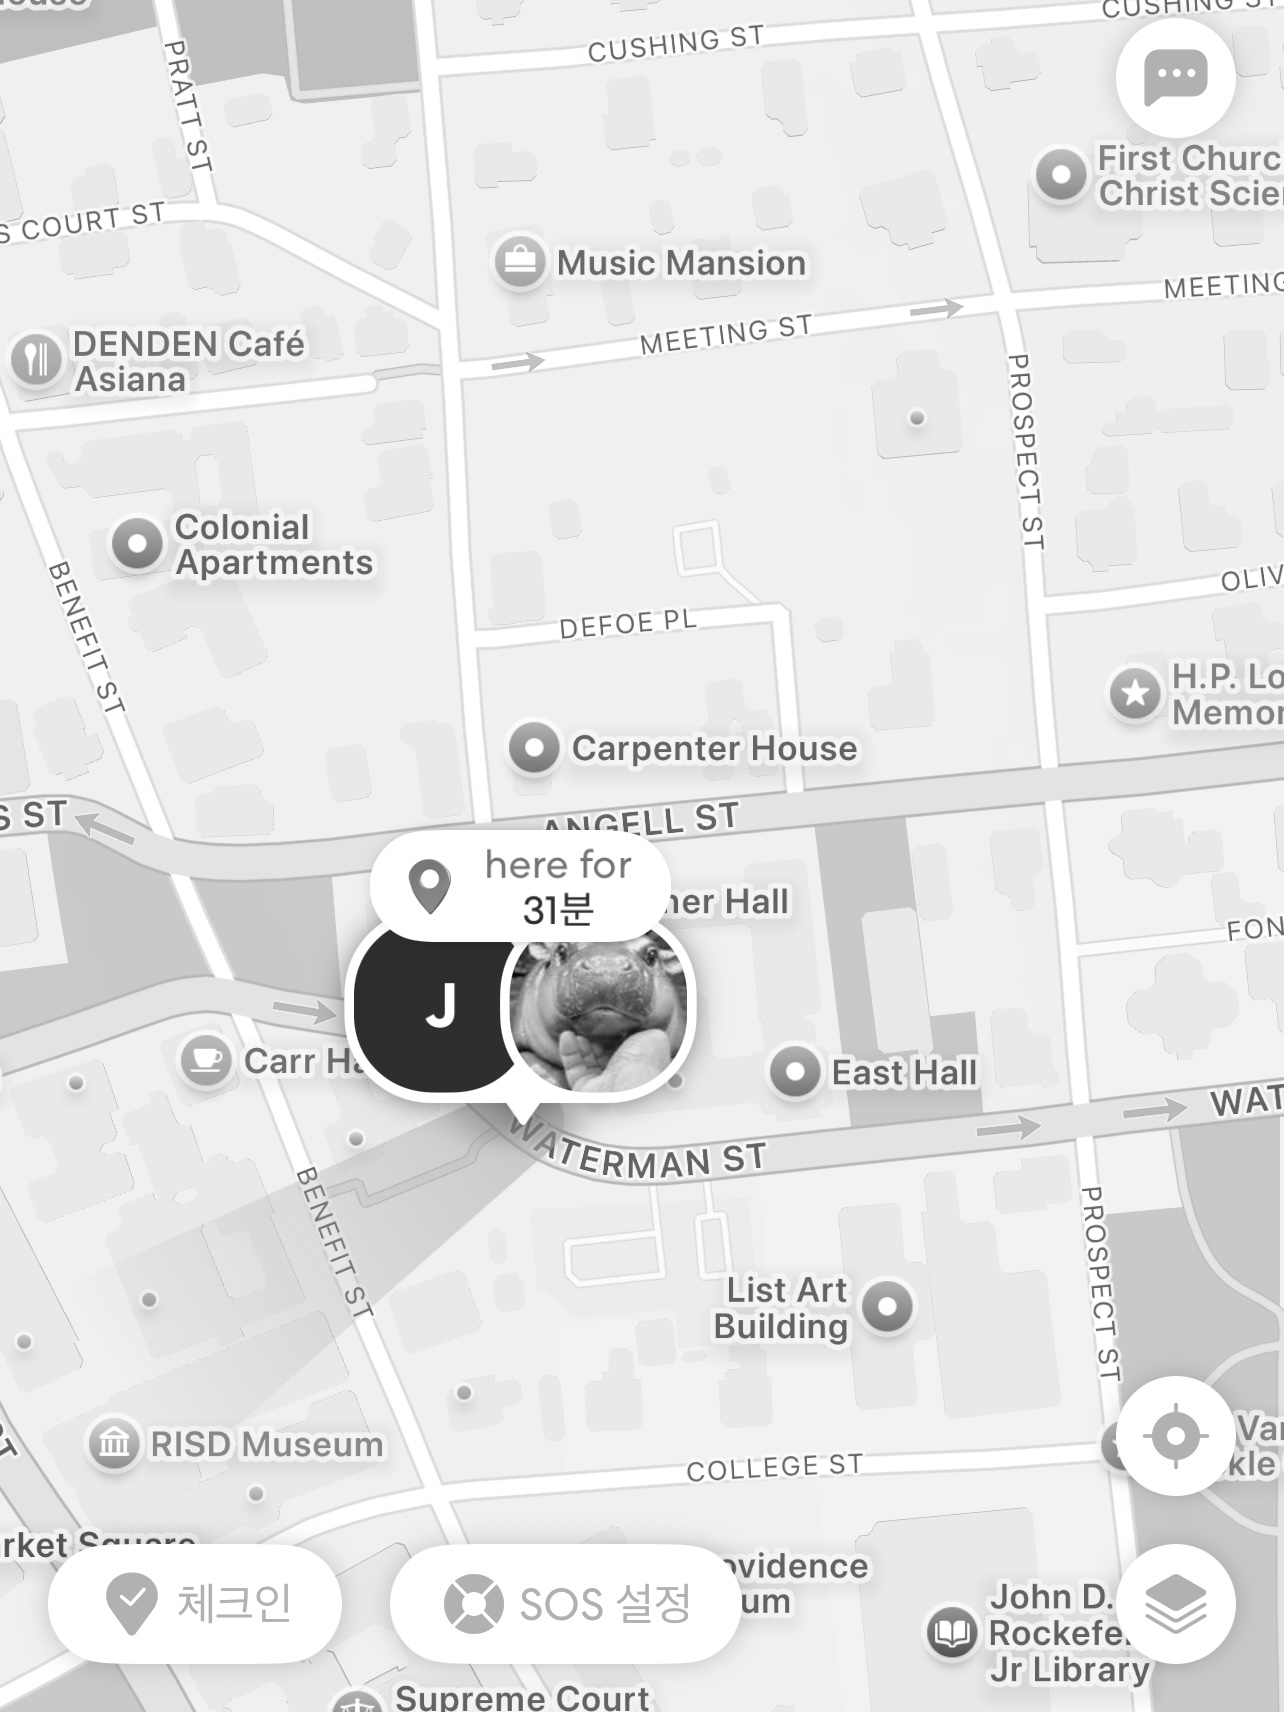 CUSHING ST
CUSHING ST
PRATT ST
First Churc
Christ Scie
S COURT ST
Music Mansion
MEETING
MEETING ST
DENDEN Café
Asiana
PROSPECT ST
Colonial
Apartments
BENEFIT ST
OLIV
DEFOE PL
H.P. Lo
Memor
Carpenter House
S ST
ANGELL ST
here for
31분
ner Hall
FON
J
Carr Ha
East Hall
WAT
WATERMAN ST
BENEFIT ST
PROSPECT ST
List Art
Building
Var
kle
RISD Museum
COLLEGE ST
ST
rket Square
체크인
SOS 설정
ovidence
um
John D.
Rockefe
Jr Library
Supreme Court